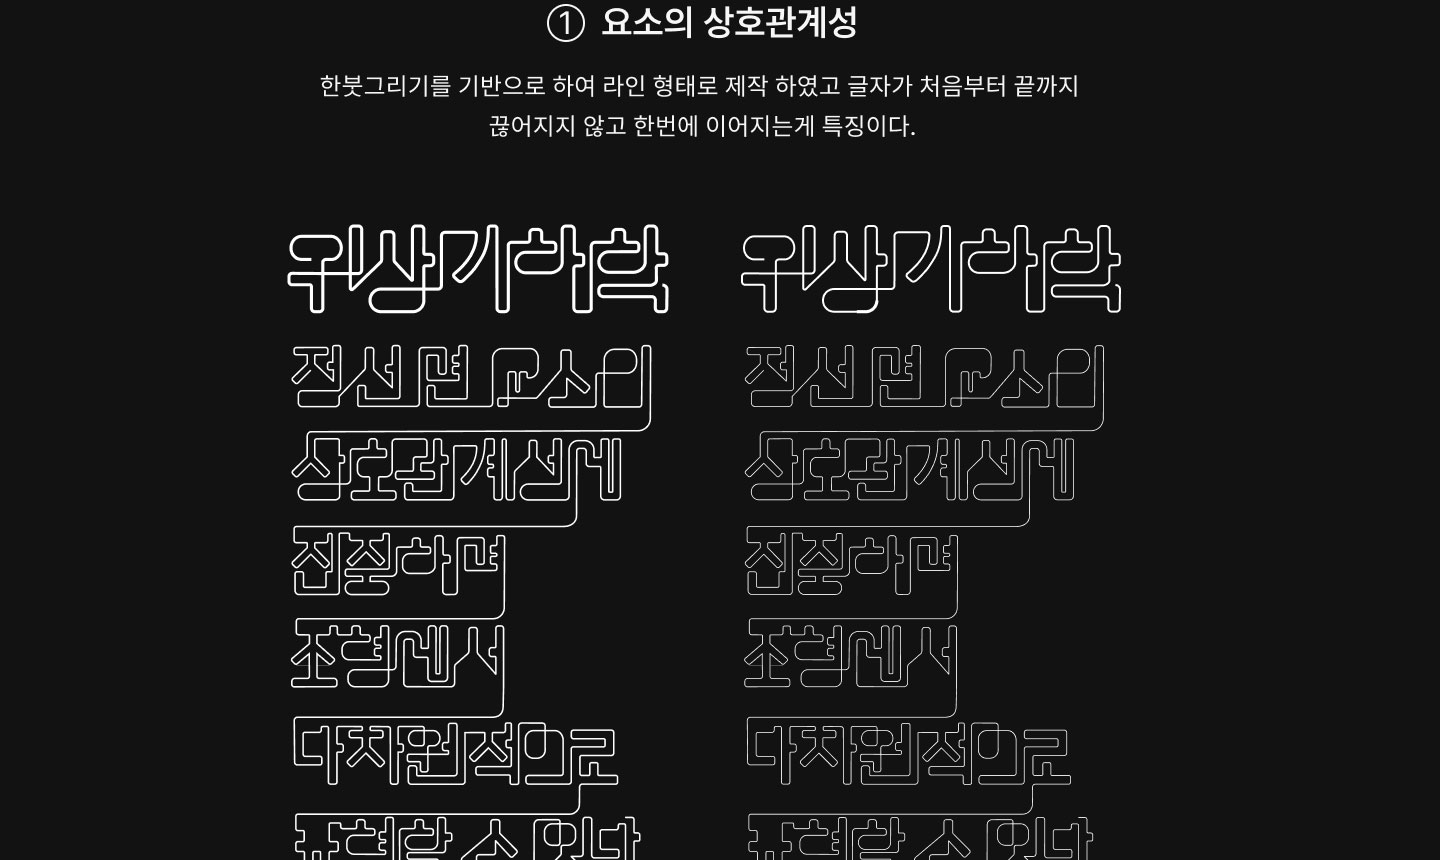 ① 요소의 상호관계성
한붓그리기를 기반으로 하여 라인 형태로 제작 하였고 글자가 처음부터 끝까지
끊어지지 않고 한번에 이어지는게 특징이다.
위상기하학 위상기하학
점 선 면 요소의 점 선 면 요소의
상호관계성에 상호관계성에
집중하며 집중하며
조형에서 조형에서
다차원적으로 다차원적으로
표현할 수 있다 표현할 수 있다